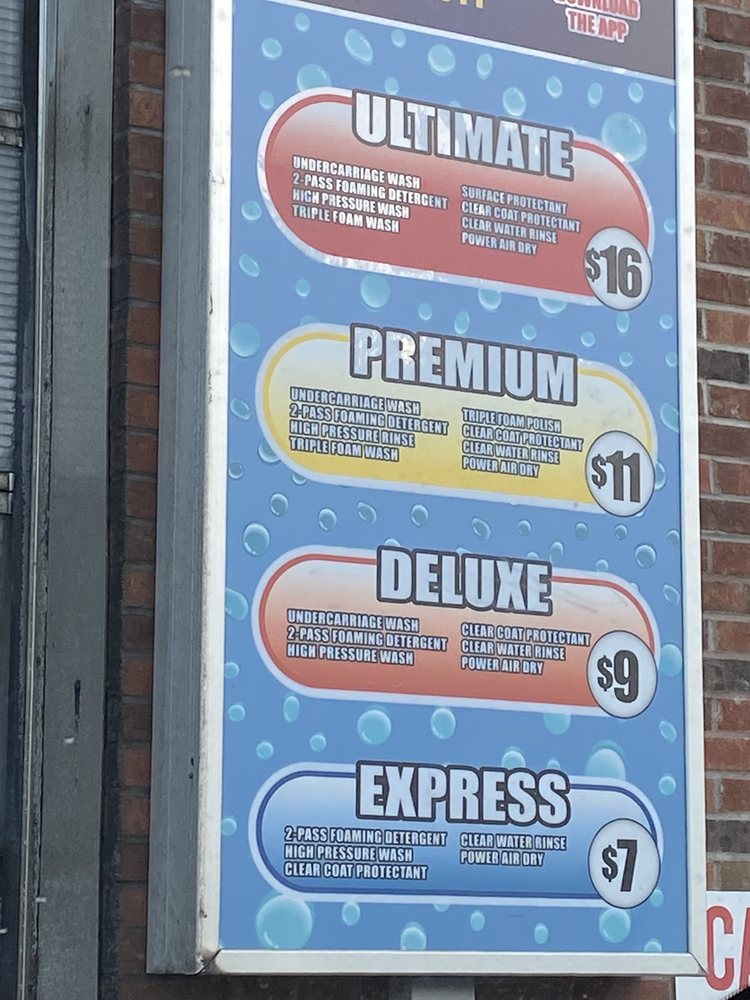 THE APP
ULTIMATE
UNDERCARRIAGE WASH
2-PASS FOAMING DETERGENT
HIGH PRESSURE WASH
TRIPLE FOAM WASH
SURFACE PROTECTANT
CLEAR COAT PROTECTANT
CLEAR WATER RINSE
POWER AIR DRY
$16
PREMIUM
UNDERCARRIAGE WASH
2-PASS FOAMING DETERGENT
HIGH PRESSURE RINSE
TRIPLE FOAM WASH
TRIPLE FOAM POLISH
CLEAR COAT PROTECTANT
CLEAR WATER RINSE
POWER AIR DRY
$11
DELUXE
UNDERCARRIAGE WASH
2-PASS FOAMING DETERGENT
HIGH PRESSURE WASH
CLEAR COAT PROTECTANT
CLEAR WATER RINSE
POWER AIR DRY
$9
EXPRESS
2-PASS FOAMING DETERGENT
HIGH PRESSURE WASH
CLEAR COAT PROTECTANT
CLEAR WATER RINSE
POWER AIR DRY
$7